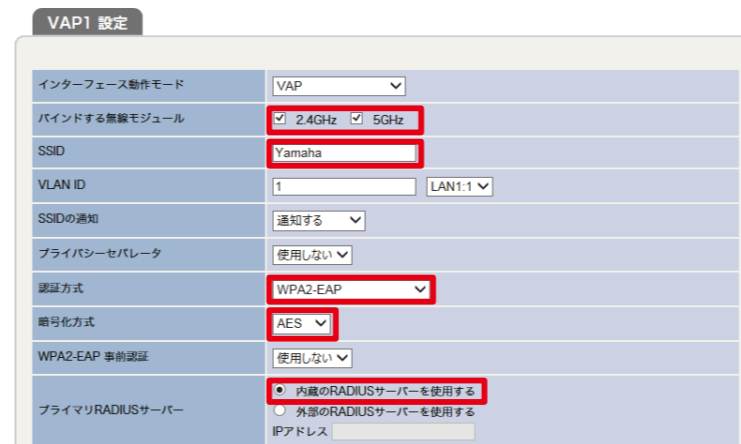 VAP1 設定
インターフェース動作モード VAP
バインドする無線モジュール 2.4GHz 5GHz
SSID Yamaha
VLAN ID 1 LAN1:1
SSIDの通知 通知する
プライバシーセパレータ 使用しない
認証方式 WPA2-EAP
暗号化方式 AES
WPA2-EAP 事前認証 使用しない
プライマリRADIUSサーバー 内蔵のRADIUSサーバーを使用する
外部のRADIUSサーバーを使用する
IPアドレス